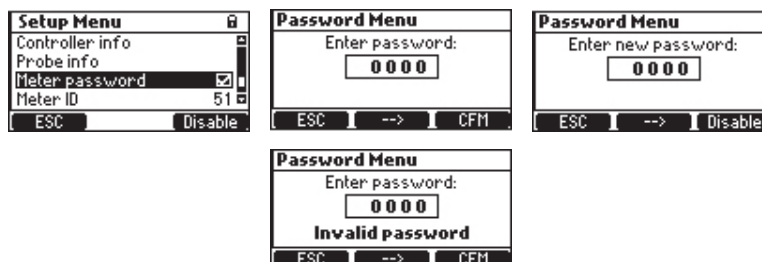 Setup Menu
Controller info
Probe info
Meter password
Meter ID 51
ESC Disable
Password Menu
Enter password:
0000
ESC --> CFM
Password Menu
Enter new password:
0000
ESC --> Disable
Password Menu
Enter password:
0000
Invalid password
ESC --> CFM